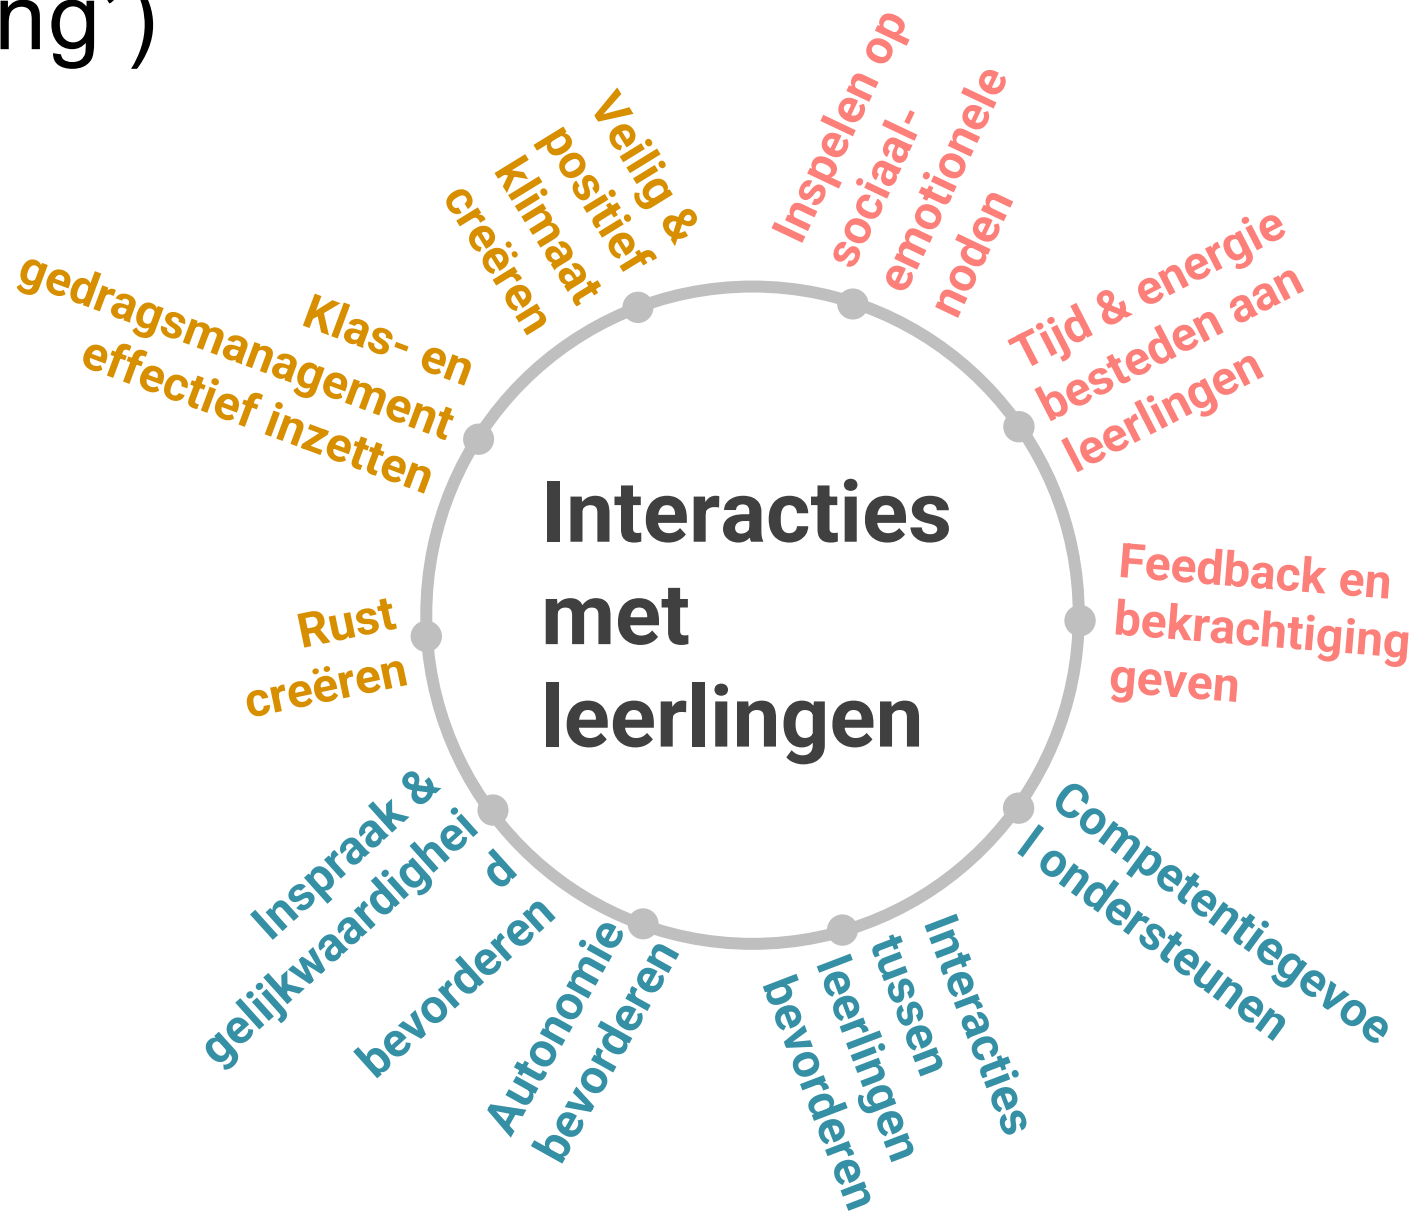 ng’)
Veilig &
positief
klimaat
creëren
Inspelen op
sociaal-
emotionele
noden
Tijd & energie
besteden aan
leerlingen
Feedback en
bekrachtiging
geven
Competentiegevoe
l ondersteunen
Interacties
tussen
leerlingen
bevorderen
Autonomie
bevorderen
Inspraak &
gelijkwaardighei
d
bevorderen
Rust
creëren
Klas- en
gedragsmanagement
effectief inzetten
Interacties
met
leerlingen